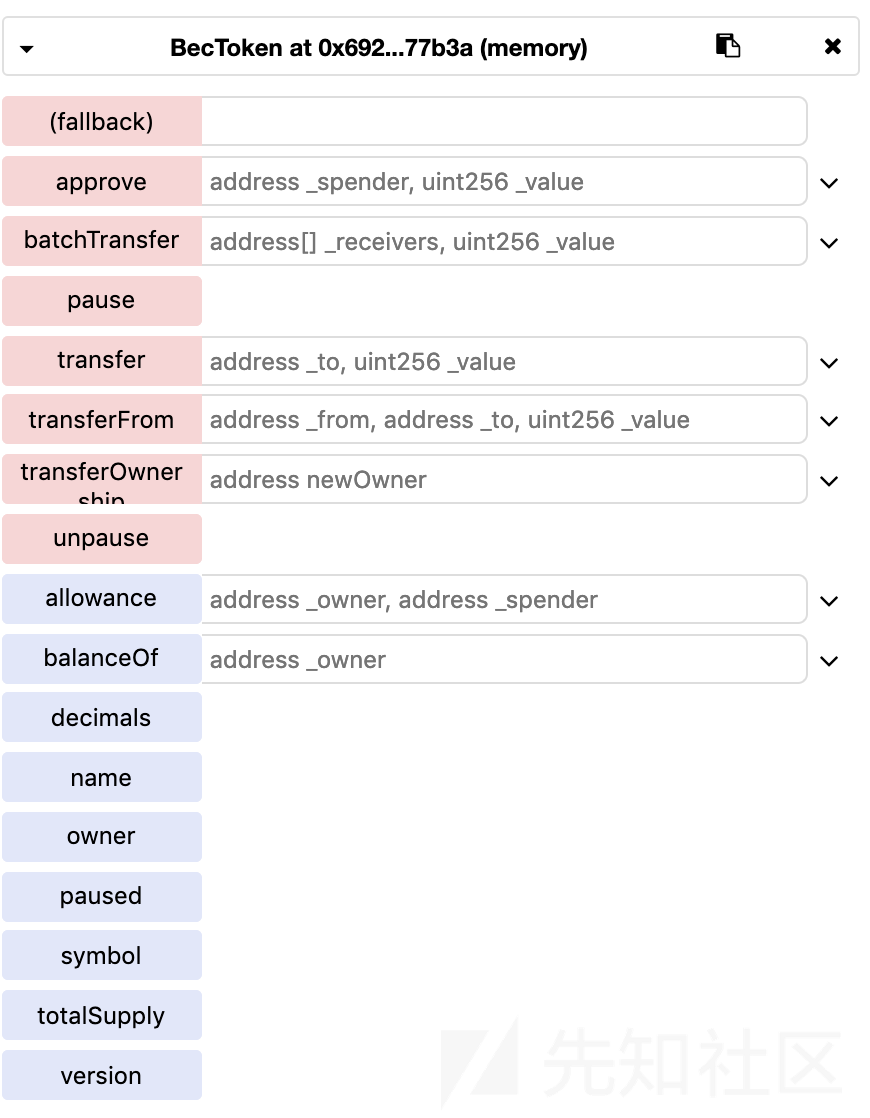 BecToken at 0x692...77b3a (memory)
(fallback)
approve address _spender, uint256 _value
batchTransfer address[] _receivers, uint256 _value
pause
transfer address _to, uint256 _value
transferFrom address _from, address _to, uint256 _value
transferOwner
ship address newOwner
unpause
allowance address _owner, address _spender
balanceOf address _owner
decimals
name
owner
paused
symbol
totalSupply
version
先知社区